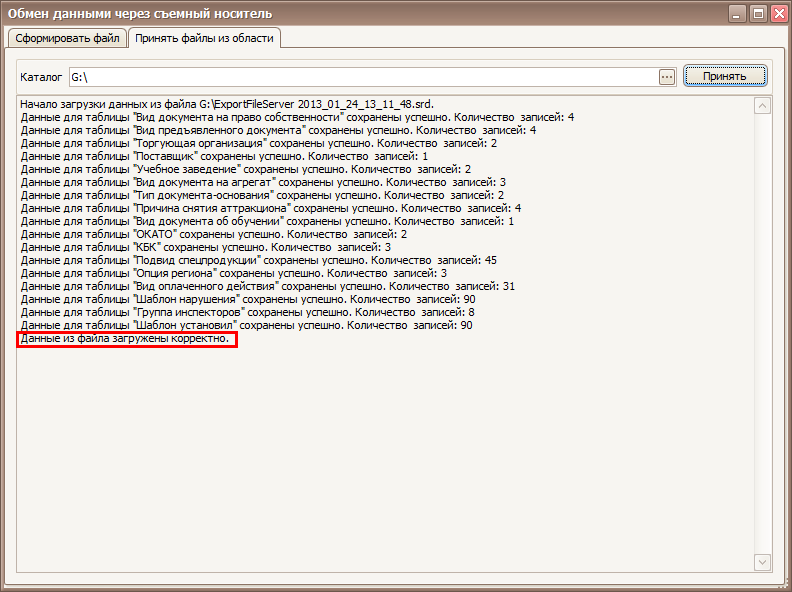 Обмен данными через съемный носитель
Сформировать файл Принять файлы из области
Каталог G:\ ... Принять
Начало загрузки данных из файла G:\ExportFileServer 2013_01_24_13_11_48.srd.
Данные для таблицы "Вид документа на право собственности" сохранены успешно. Количество записей: 4
Данные для таблицы "Вид предъявленного документа" сохранены успешно. Количество записей: 4
Данные для таблицы "Торгующая организация" сохранены успешно. Количество записей: 2
Данные для таблицы "Поставщик" сохранены успешно. Количество записей: 1
Данные для таблицы "Учебное заведение" сохранены успешно. Количество записей: 2
Данные для таблицы "Вид документа на агрегат" сохранены успешно. Количество записей: 3
Данные для таблицы "Тип документа-основания" сохранены успешно. Количество записей: 2
Данные для таблицы "Причина снятия аттракциона" сохранены успешно. Количество записей: 4
Данные для таблицы "Вид документа об обучении" сохранены успешно. Количество записей: 1
Данные для таблицы "ОКАТО" сохранены успешно. Количество записей: 2
Данные для таблицы "КБК" сохранены успешно. Количество записей: 3
Данные для таблицы "Подвид спецпродукции" сохранены успешно. Количество записей: 45
Данные для таблицы "Опция региона" сохранены успешно. Количество записей: 3
Данные для таблицы "Вид оплаченного действия" сохранены успешно. Количество записей: 31
Данные для таблицы "Шаблон нарушения" сохранены успешно. Количество записей: 90
Данные для таблицы "Группа инспекторов" сохранены успешно. Количество записей: 8
Данные для таблицы "Шаблон установил" сохранены успешно. Количество записей: 90
Данные из файла загружены корректно.